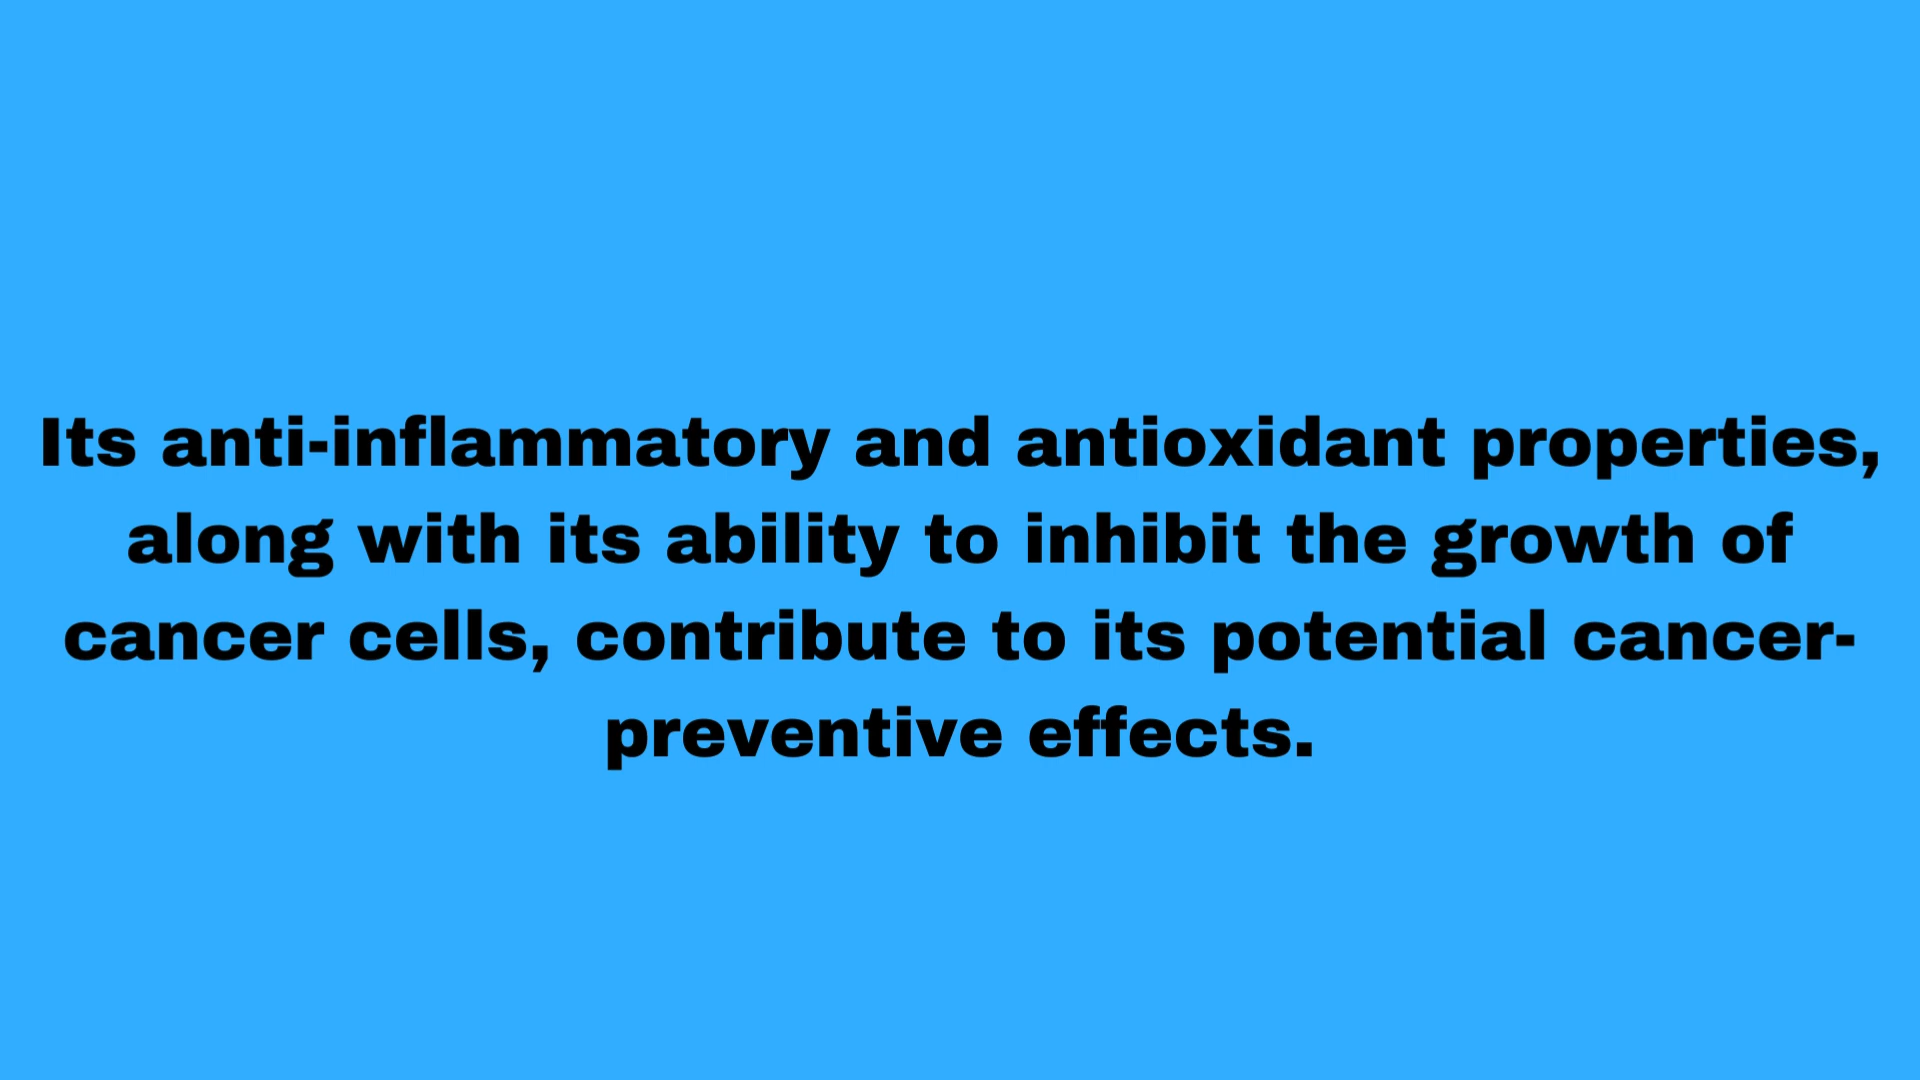 Its anti-inflammatory and antioxidant properties,
along with its ability to inhibit the growth of
cancer cells, contribute to its potential cancer-
preventive effects.